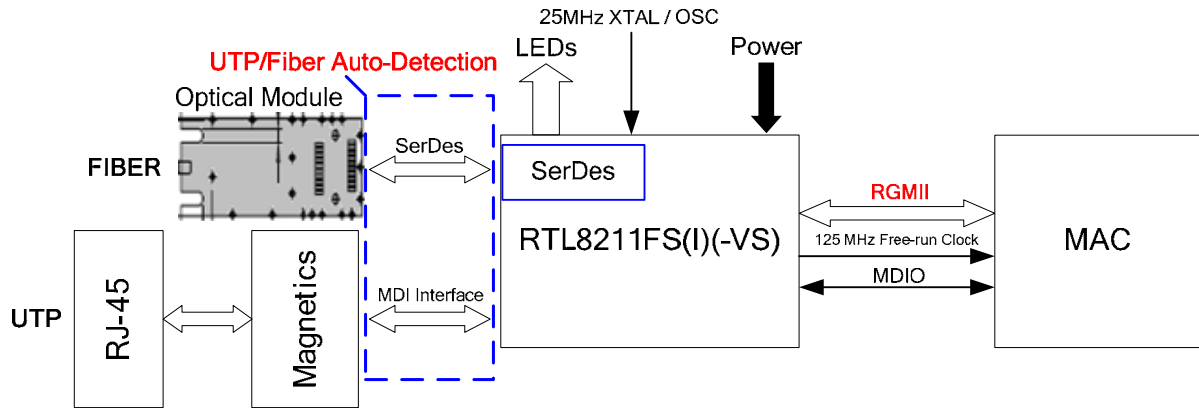 25MHz XTAL / OSC
LEDs
Power
UTP/Fiber Auto-Detection
Optical Module
FIBER
SerDes
SerDes
RTL8211FS(I)(-VS)
RGMII
125 MHz Free-run Clock
MDIO
MAC
UTP
RJ-45
Magnetics
MDI Interface